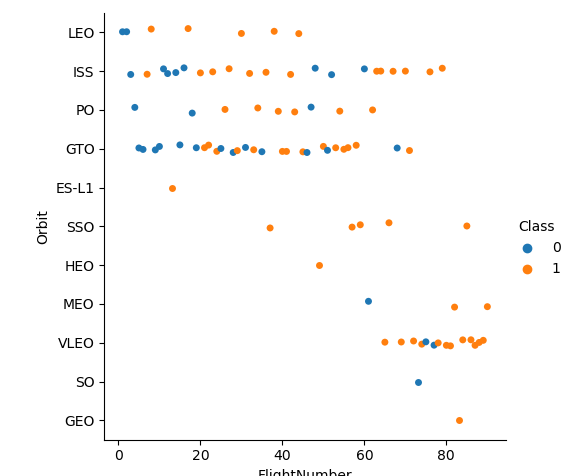 Orbit
LEO
ISS
PO
GTO
ES-L1
SSO
HEO
MEO
VLEO
SO
GEO
0 20 40 60 80
FlightNumber
Class
0
1